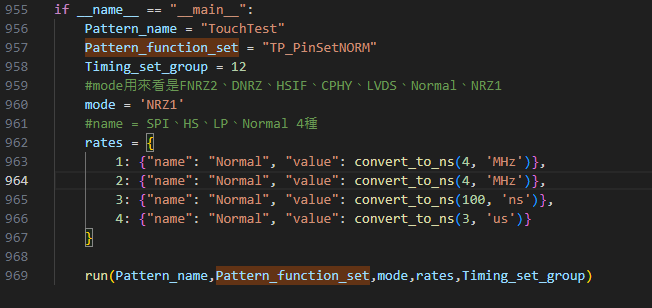 955 if __name__ == "__main__":
956 Pattern_name = "TouchTest"
957 Pattern_function_set = "TP_PinSetNORM"
958 Timing_set_group = 12
959 #mode用來看是FNRZ2、DNRZ、HSIF、CPHY、LVDS、Normal、NRZ1
960 mode = 'NRZ1'
961 #name = SPI、HS、LP、Normal 4種
962 rates = {
963 1: {"name": "Normal", "value": convert_to_ns(4, 'MHz')},
964 2: {"name": "Normal", "value": convert_to_ns(4, 'MHz')},
965 3: {"name": "Normal", "value": convert_to_ns(100, 'ns')},
966 4: {"name": "Normal", "value": convert_to_ns(3, 'us')}
967 }
968
969 run(Pattern_name,Pattern_function_set,mode,rates,Timing_set_group)